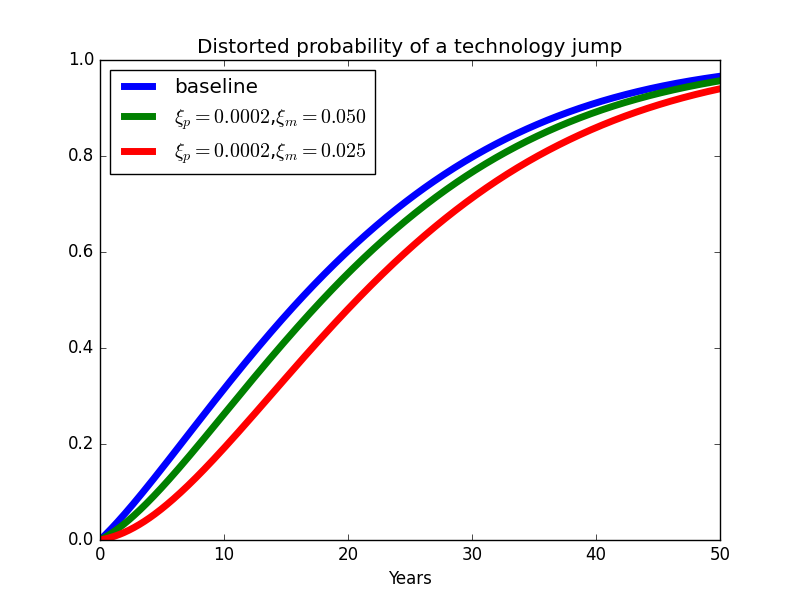 Distorted probability of a technology jump
1.0
0.8
0.6
0.4
0.2
0.0
baseline
ξp = 0.0002,ξm = 0.050
ξp = 0.0002,ξm = 0.025
0 10 20 30 40 50
Years